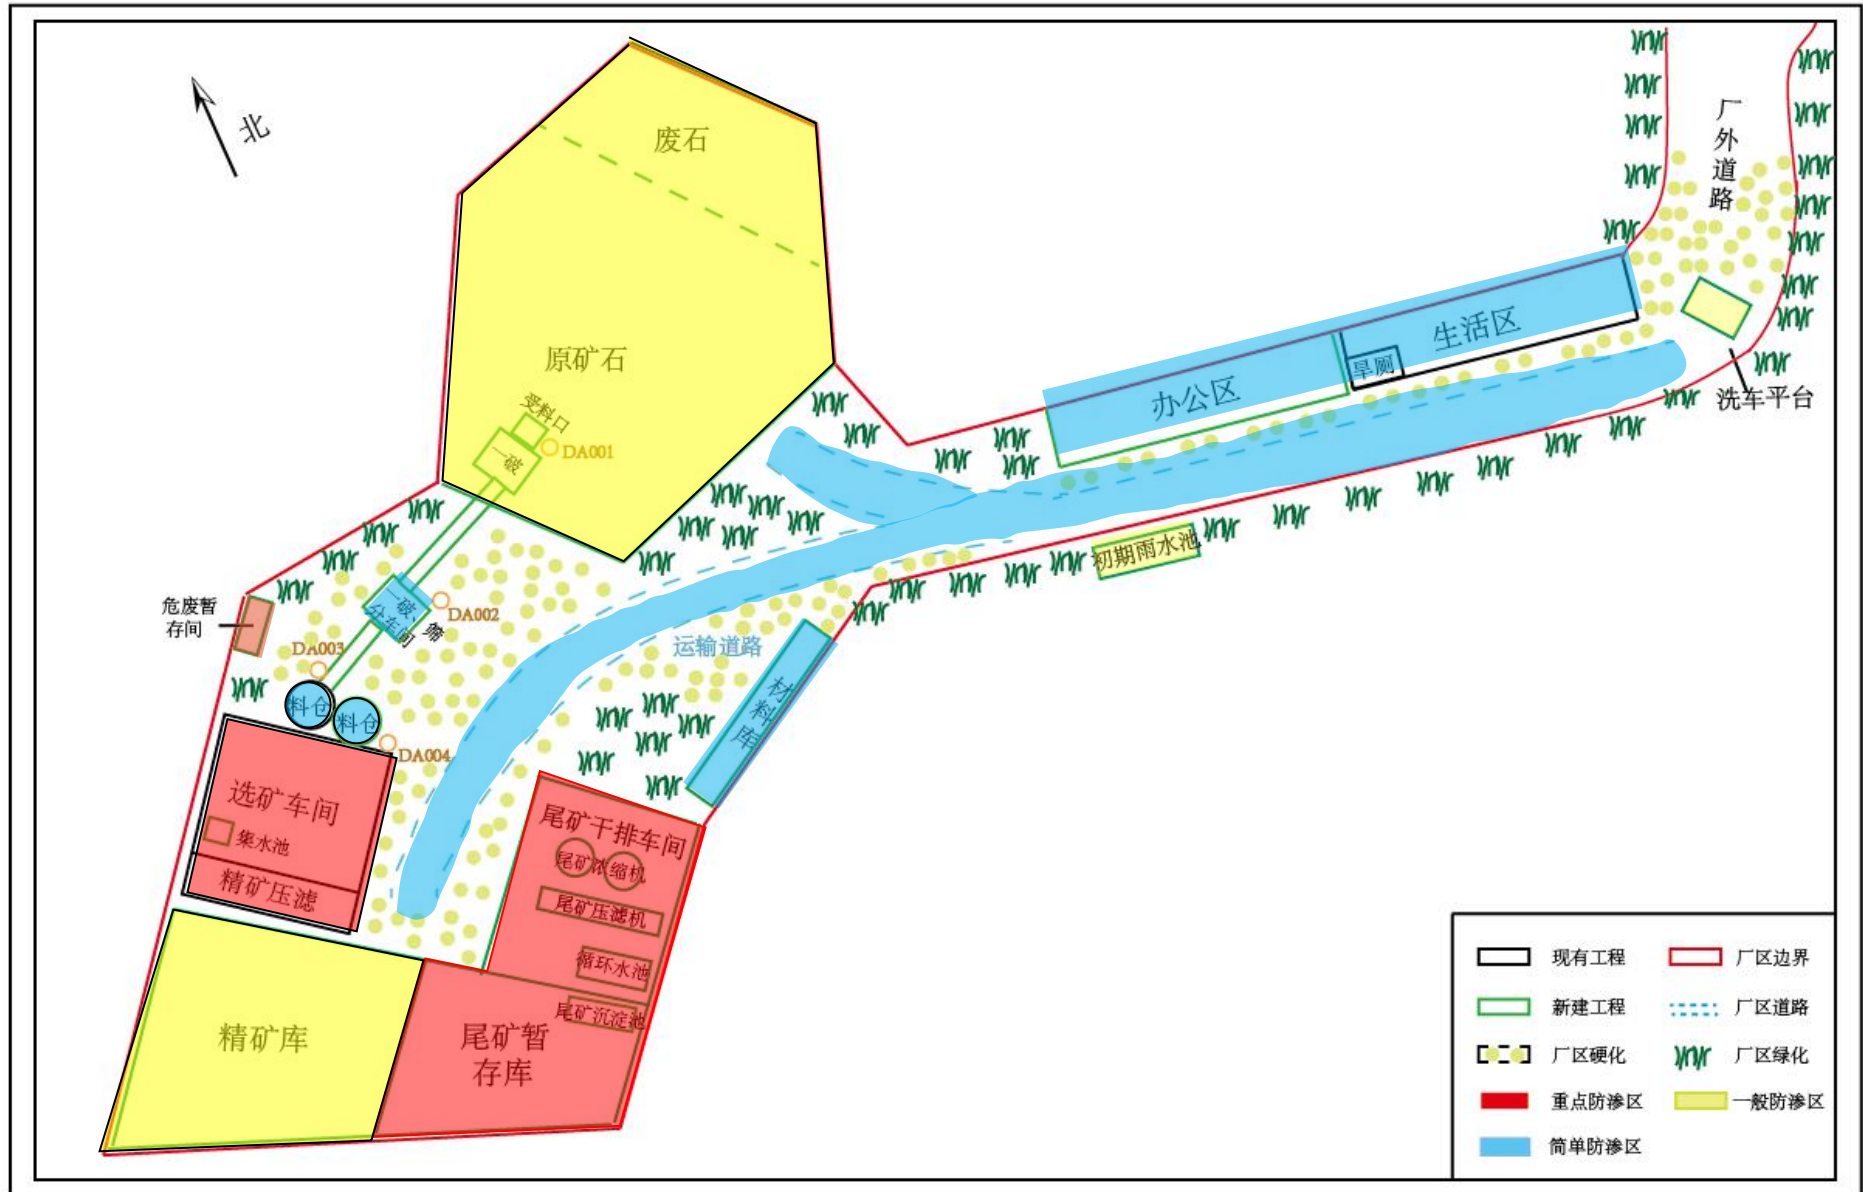 北
废石
厂外道路
原矿石
受料口
一破
DA001
生活区
旱厕
办公区
洗车平台
初期雨水池
危废暂
存间
筛
分车间
DA002
DA003
运输道路
料仓
料仓
DA004
材料库
选矿车间
集水池
精矿压滤
尾矿干排车间
尾矿浓缩机
尾矿压滤机
循环水池
尾矿沉淀池
精矿库
尾矿暂
存库
现有工程
厂区边界
新建工程
厂区道路
厂区硬化
厂区绿化
重点防渗区
一般防渗区
简单防渗区